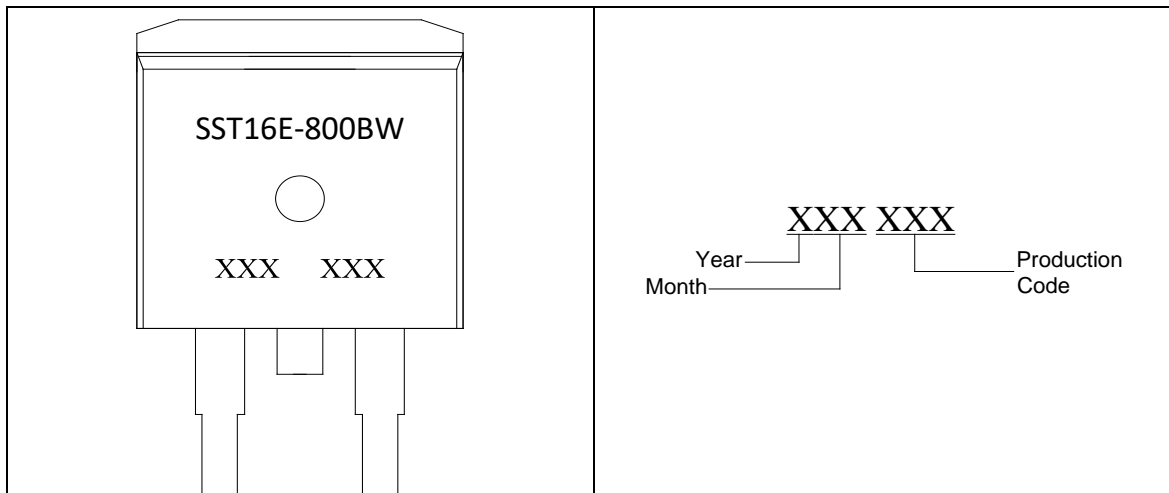 SST16E-800BW
XXX XXX
XXX XXX
Year
Month
Production
Code